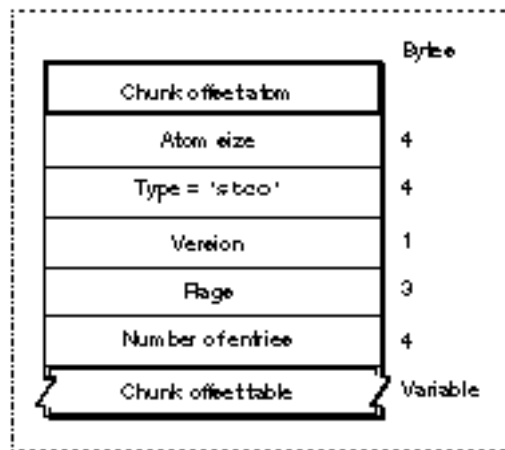 Bytes
Chunk offset atom
Atom size 4
Type = 'stco' 4
Version 1
Flags 3
Number of entries 4
Chunk offset table Variable